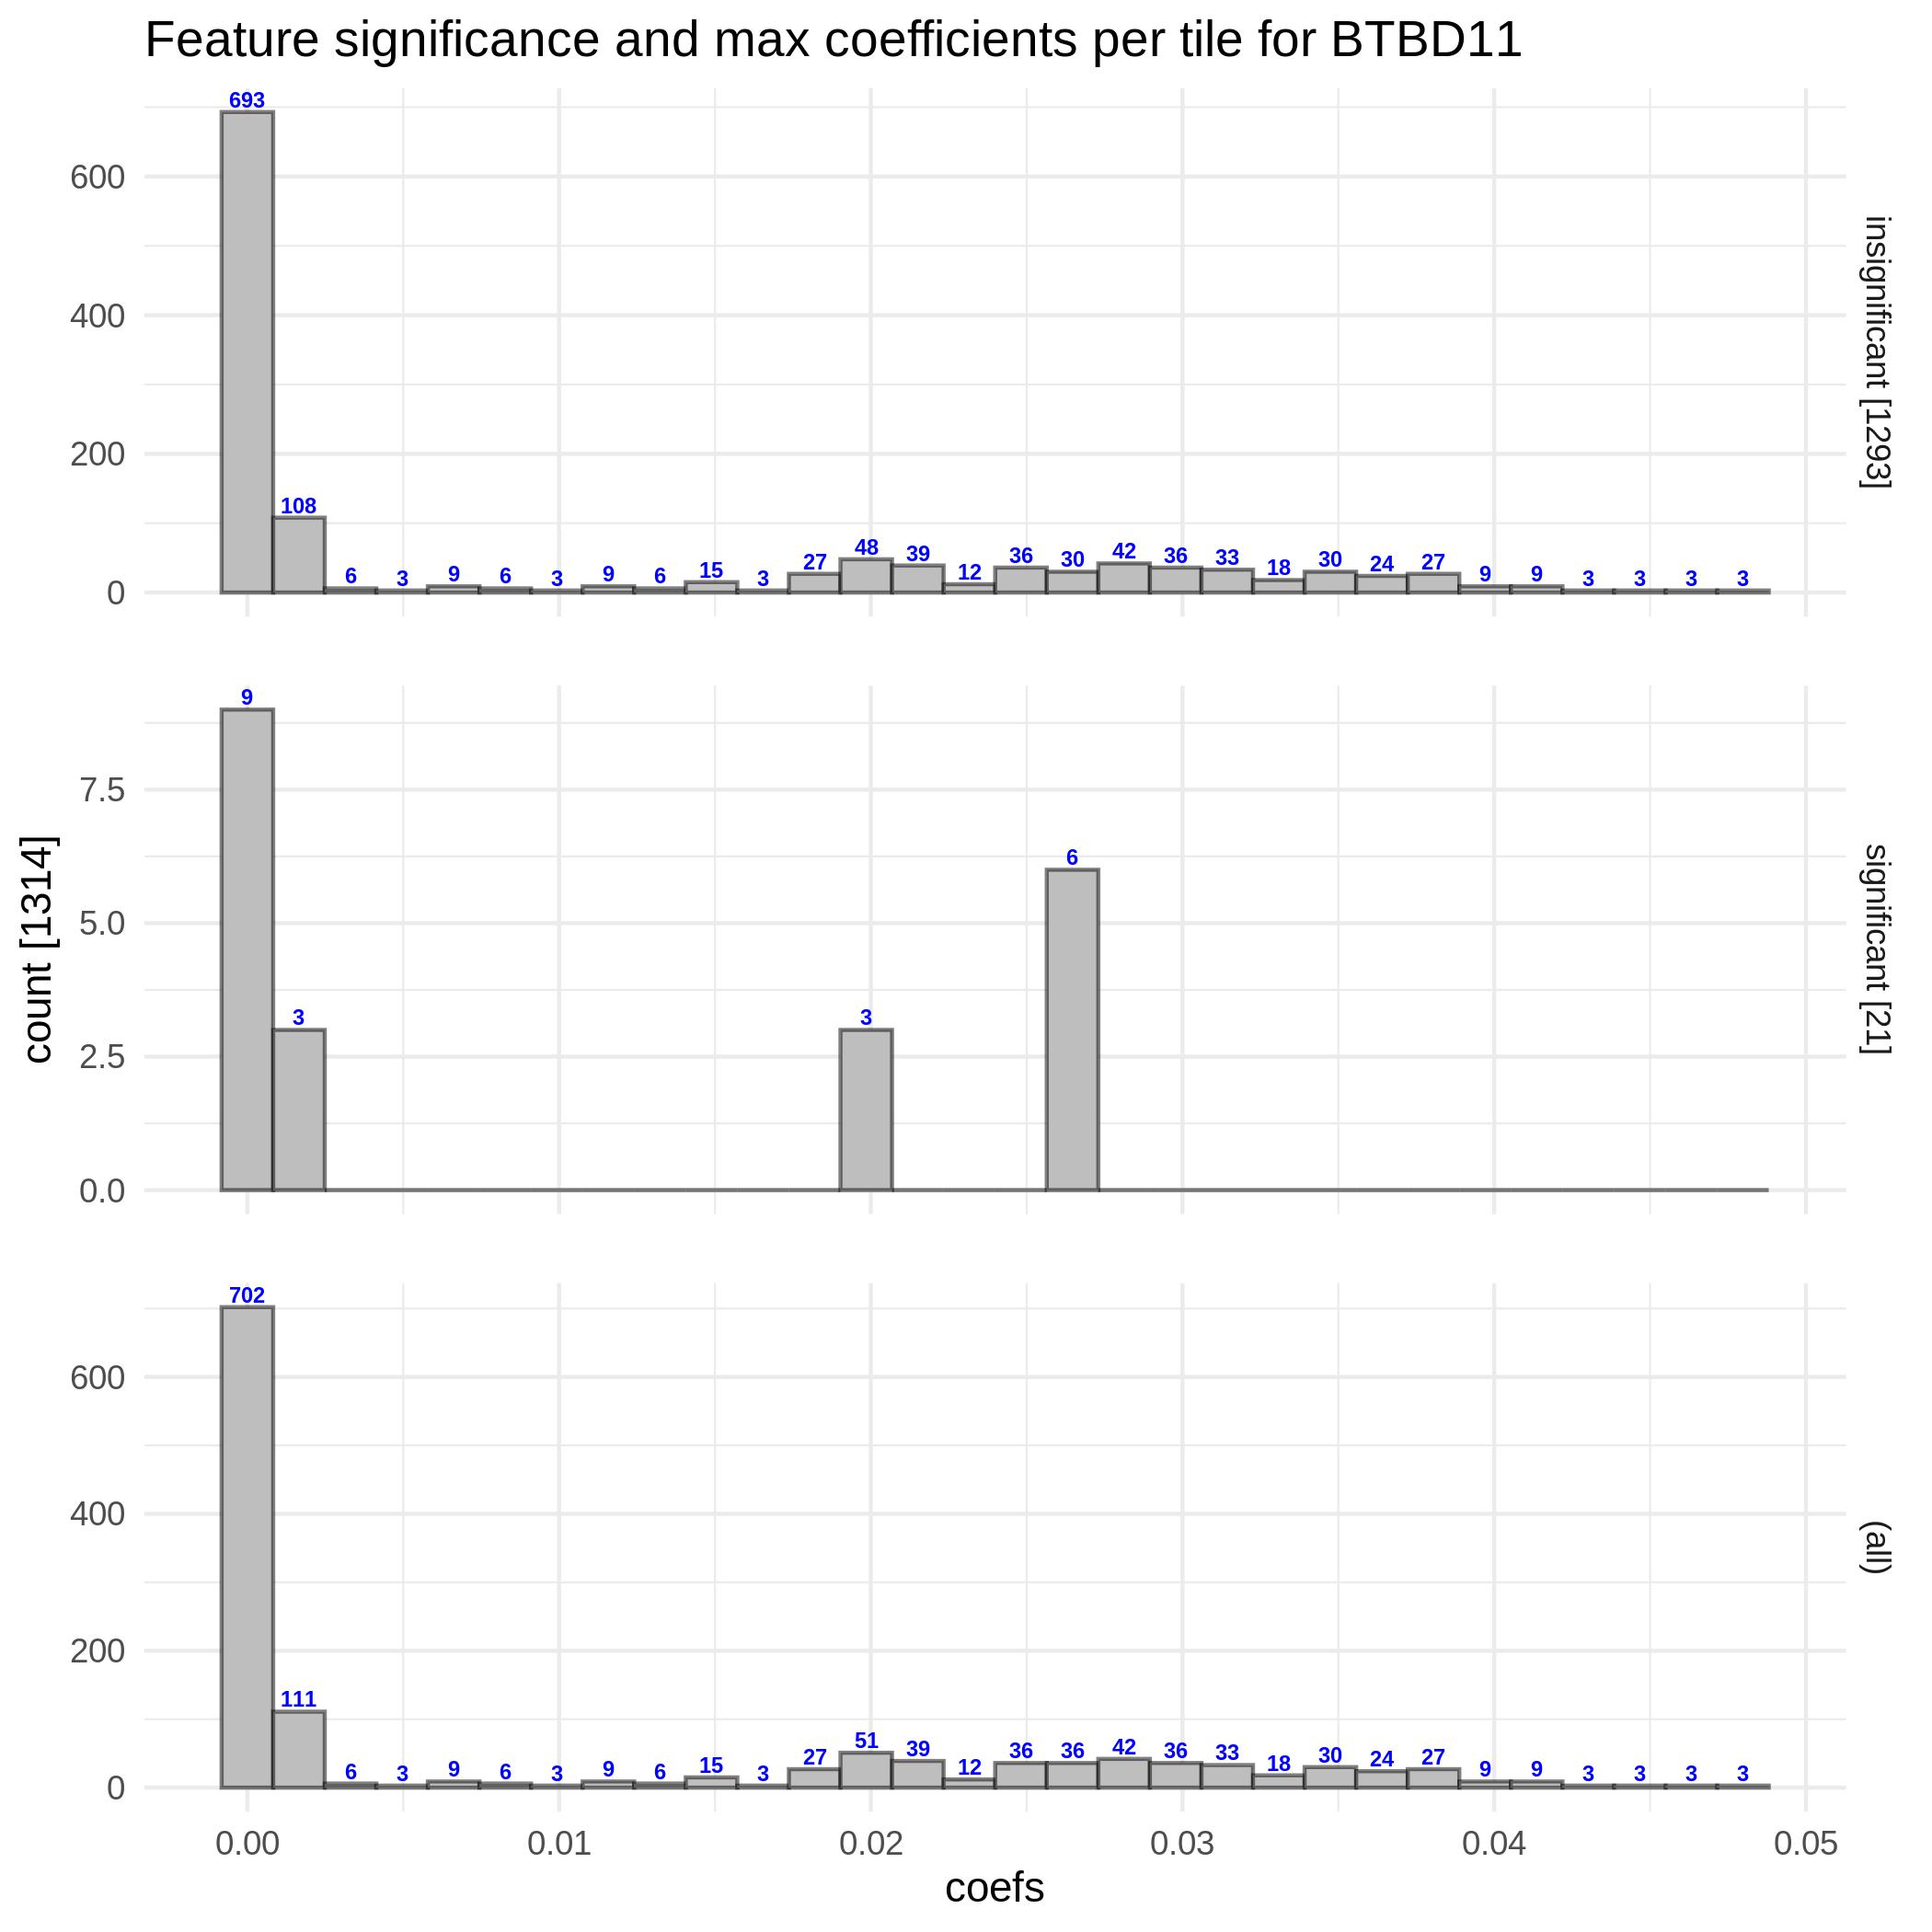 Feature significance and max coefficients per tile for BTBD11
693
108
6 3 9 6 3 9 6 15 3 27 48 39 12 36 30 42 36 33 18 30 24 27 9 9 3 3 3 3
600
400
200
0
insignificant [1293]
9
3
3
6
7.5
5.0
2.5
0.0
significant [21]
count [1314]
702
111
6 3 9 6 3 9 6 15 3 27 51 39 12 36 36 42 36 33 18 30 24 27 9 9 3 3 3 3
600
400
200
0
(all)
0.00 0.01 0.02 0.03 0.04 0.05
coefs